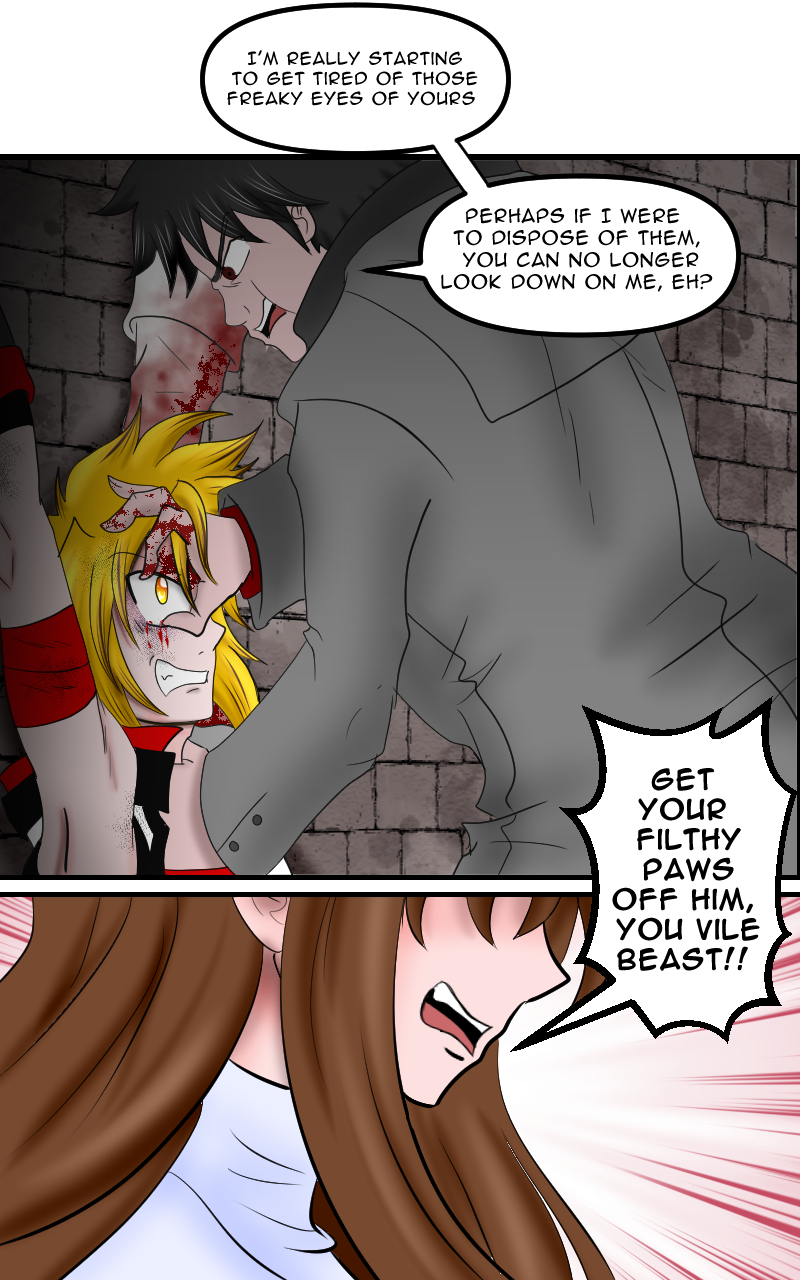 I'M REALLY STARTING
TO GET TIRED OF THOSE
FREAKY EYES OF YOURS
PERHAPS IF I WERE
TO DISPOSE OF THEM,
YOU CAN NO LONGER
LOOK DOWN ON ME, EH?
GET
YOUR
FILTHY
PAWS
OFF HIM,
YOU VILE
BEAST!!